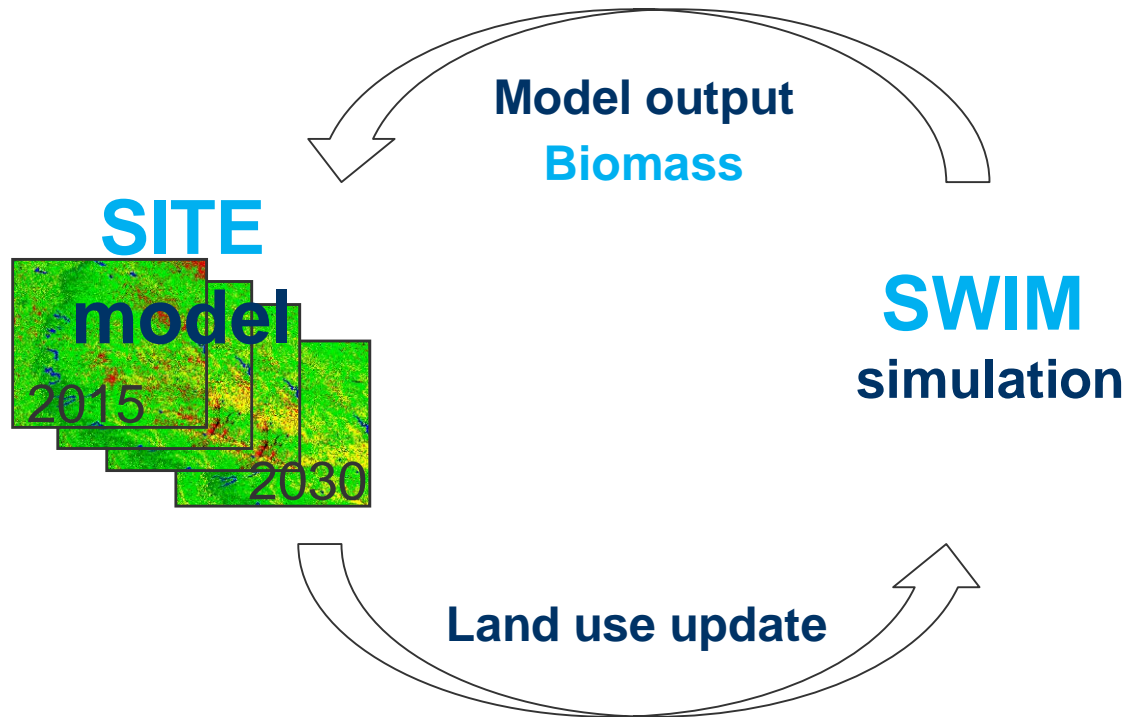 Model output
Biomass
SITE
model
2015
2030
SWIM
simulation
Land use update